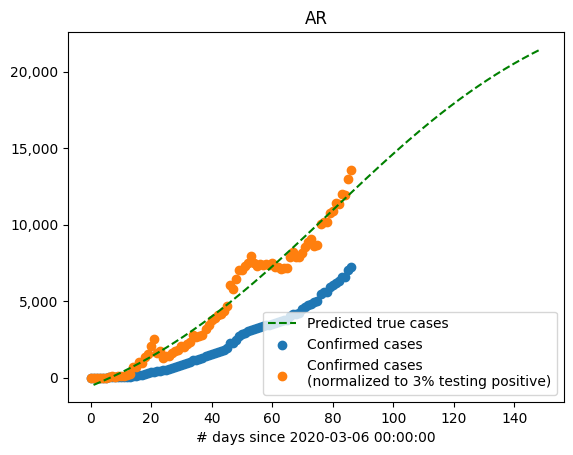 AR
20,000
15,000
10,000
5,000
0
Predicted true cases
Confirmed cases
Confirmed cases
(normalized to 3% testing positive)
0 20 40 60 80 100 120 140
# days since 2020-03-06 00:00:00